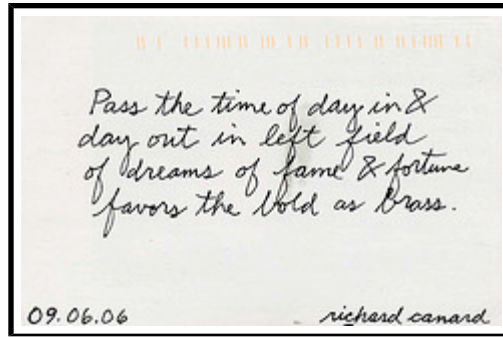 Pass the time of day in &
day out in left field
of dreams of fame & fortune
favors the bold as brass.
09.06.06
richard canard